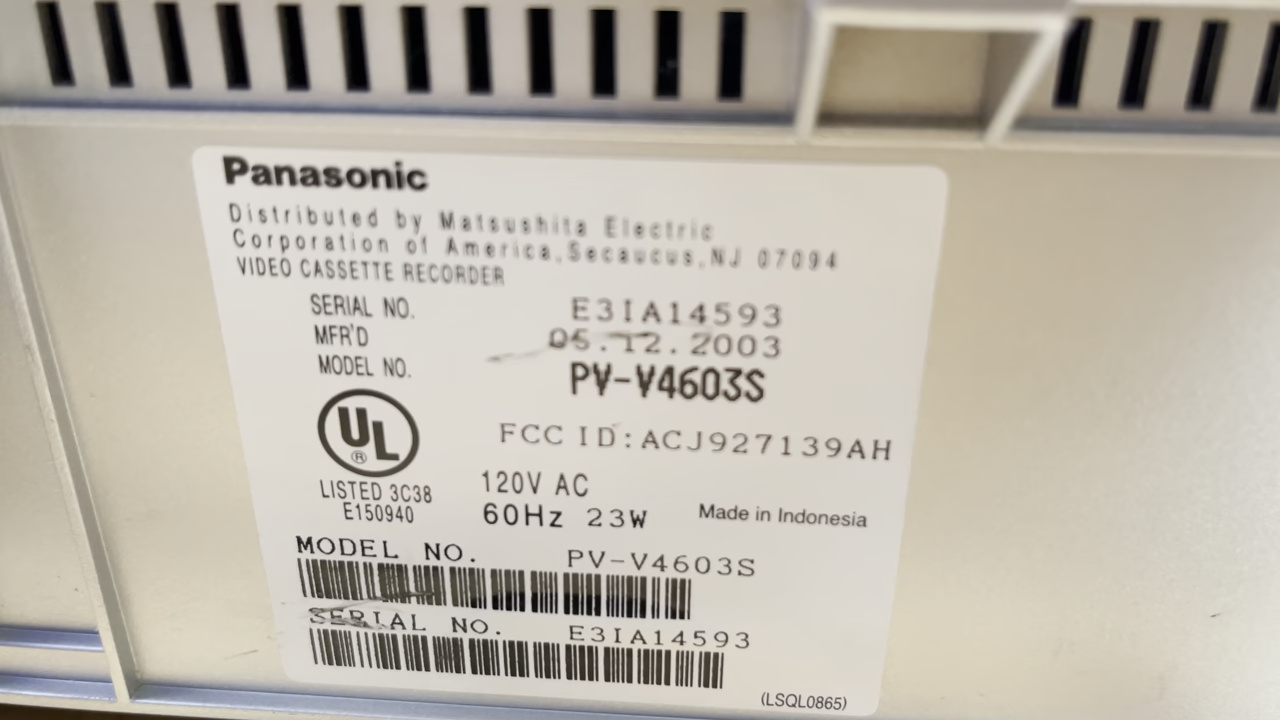 Panasonic
Distributed by Matsushita Electric
Corporation of America, Secaucus, NJ 07094
VIDEO CASSETTE RECORDER
SERIAL NO. E3IA14593
MFR'D 05.12.2003
MODEL NO. PV-V4603S
FCC ID:ACJ927139AH
UL
®
LISTED 3C38
E150940
120V AC
60Hz 23W
Made in Indonesia
MODEL NO. PV-V4603S
SERIAL NO. E3IA14593
(LSQL0865)